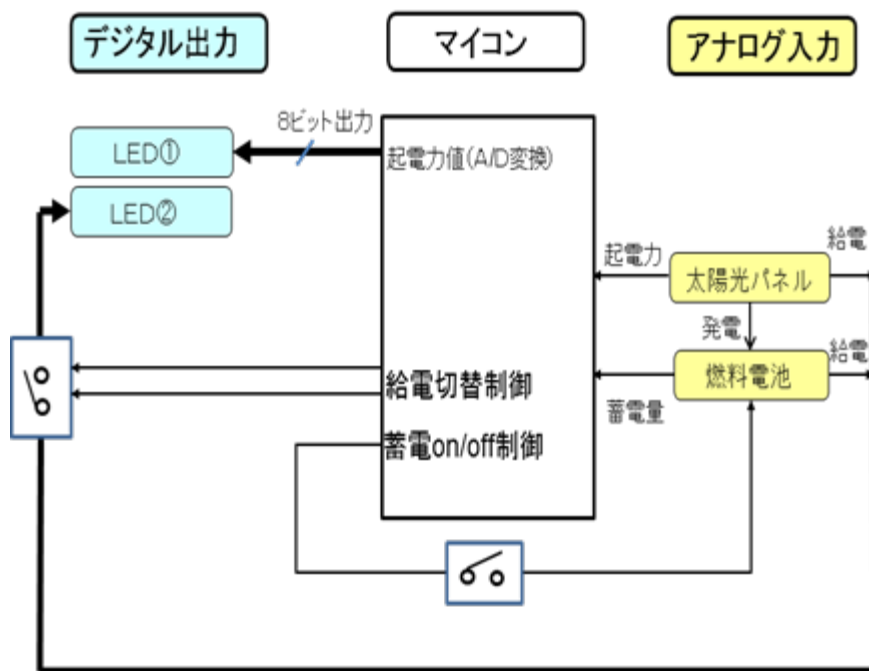 デジタル出力
マイコン
アナログ入力
8ビット出力
LED①
起電力値(A/D変換)
LED②
起電力
太陽光パネル
給電
発電
給電切替制御
燃料電池
給電
蓄電量
蓄電on/off制御